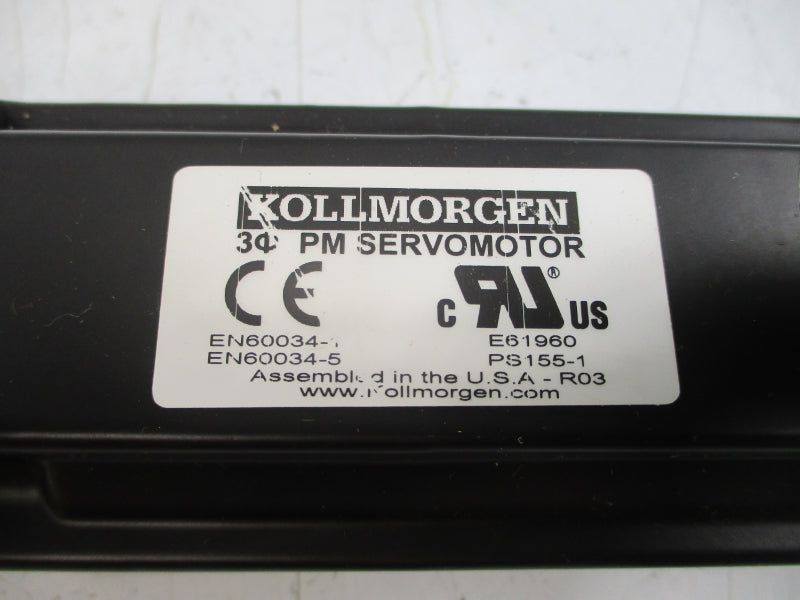 KOLLMORGEN
3Φ PM SERVOMOTOR
CE c RU ® US
EN60034-1 E61960
EN60034-5 PS155-1
Assembled in the U.S.A - R03
www.kollmorgen.com